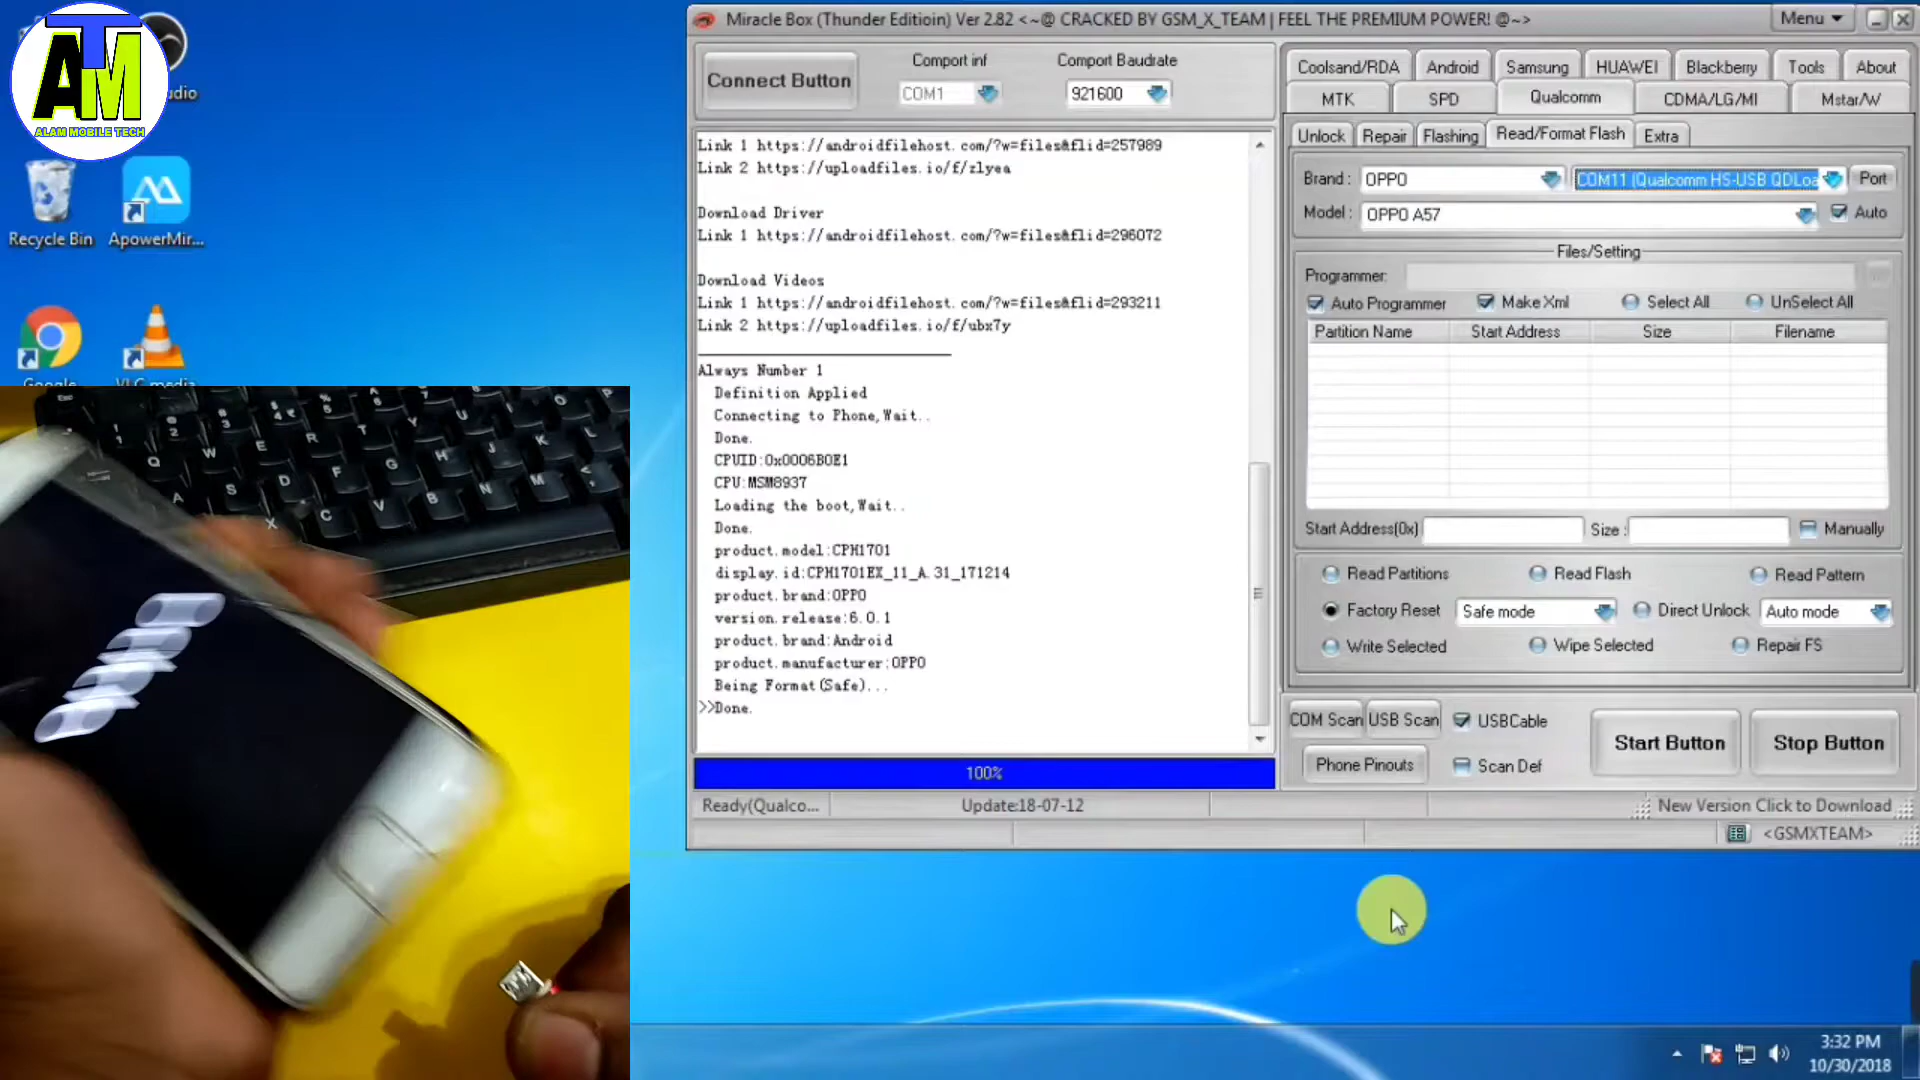 ATM
ALAM MOBILE TECH
udio
Recycle Bin
ApowerMir...
Google
VLC media
Miracle Box (Thunder Editioin) Ver 2.82 <~@ CRACKED BY GSM_X_TEAM | FEEL THE PREMIUM POWER! @~>
Menu
Connect Button
Comport inf
Comport Baudrate
COM1
921600
Coolsand/RDA
Android
Samsung
HUAWEI
Blackberry
Tools
About
MTK
SPD
Qualcomm
CDMA/LG/MI
Mstar/W
Unlock
Repair
Flashing
Read/Format Flash
Extra
Link 1 https://androidfilehost.com/?w=files&flid=257989
Link 2 https://uploadfiles.io/f/zlyea
Download Driver
Link 1 https://androidfilehost.com/?w=files&flid=296072
Download Videos
Link 1 https://androidfilehost.com/?w=files&flid=293211
Link 2 https://uploadfiles.io/f/ubx7y
Always Number 1
Definition Applied
Connecting to Phone,Wait..
Done.
CPUID:0x0006B0E1
CPU:MSM8937
Loading the boot,Wait..
Done.
product.model:CPH1701
display.id:CPH1701EX_11_A.31_171214
product.brand:OPPO
version.release:6.0.1
product.brand:Android
product.manufacturer:OPPO
Being Format(Safe)...
>>Done.
100%
Ready(Qualco...
Update:18-07-12
Brand :
OPPO
COM11 (Qualcomm HS-USB QDLoa
Port
Model :
OPPO A57
Auto
Files/Setting
Programmer:
Auto Programmer
Make Xml
Select All
UnSelect All
Partition Name
Start Address
Size
Filename
Start Address(0x)
Size :
Manually
Read Partitions
Read Flash
Read Pattern
Factory Reset
Safe mode
Direct Unlock
Auto mode
Write Selected
Wipe Selected
Repair FS
COM Scan
USB Scan
USBCable
Phone Pinouts
Scan Def
Start Button
Stop Button
New Version Click to Download
<GSMXTEAM>
3:32 PM
10/30/2018